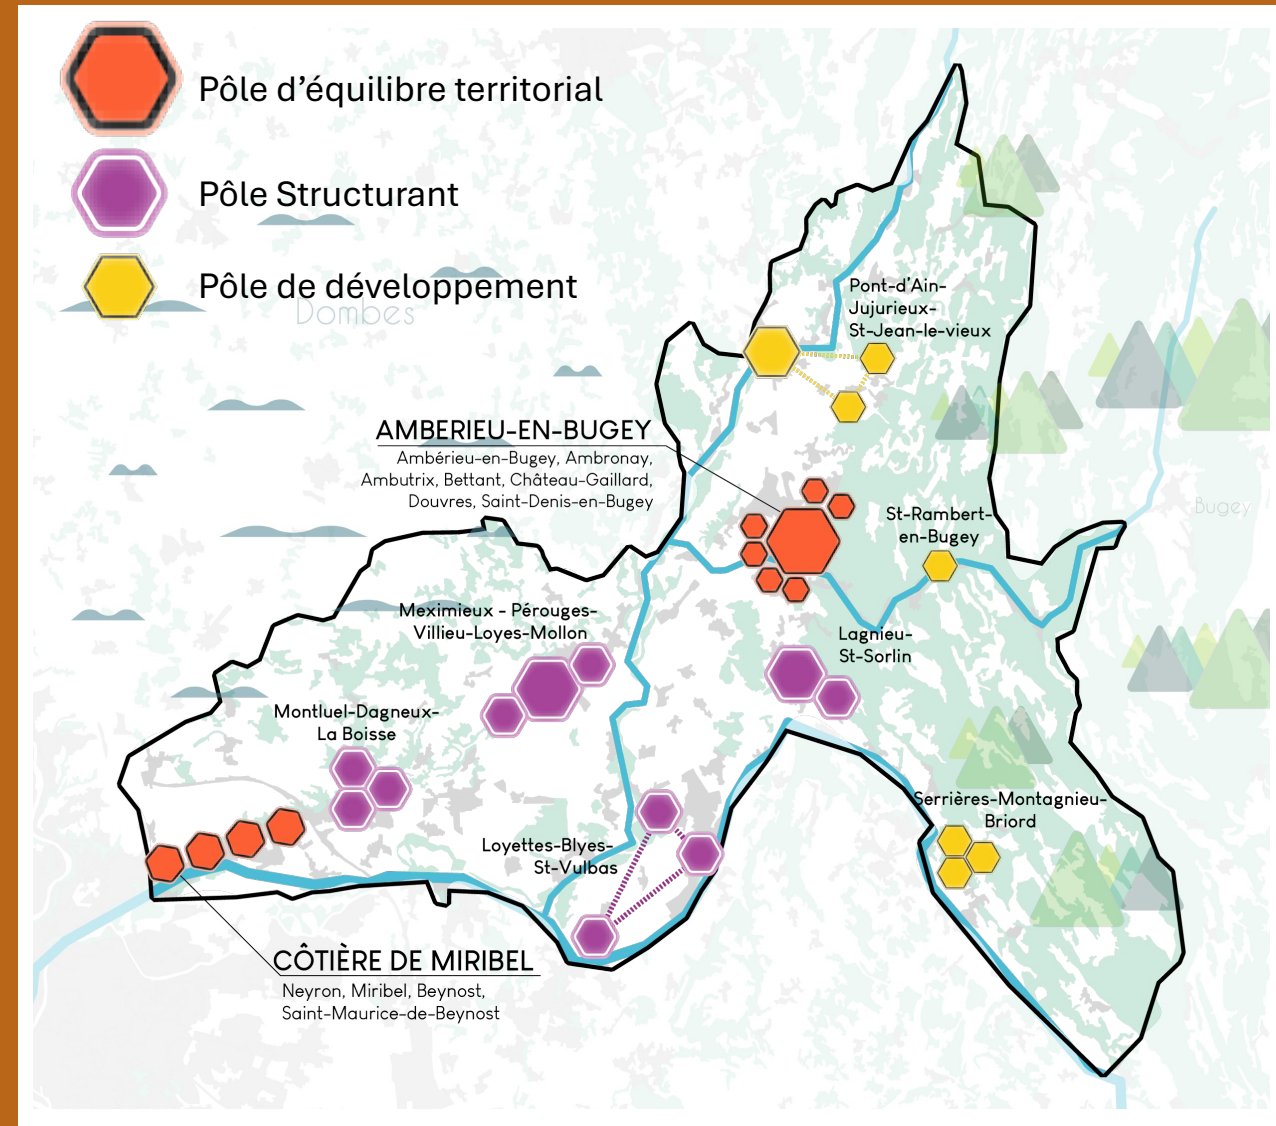 Pôle d'équilibre territorial
Pôle Structurant
Pôle de développement
Dombes
Pont-d'Ain-
Jujurieux-
St-Jean-le-vieux
AMBERIEU-EN-BUGEY
Ambérieu-en-Bugey, Ambronay,
Ambutrix, Bettant, Château-Gaillard,
Douvres, Saint-Denis-en-Bugey
St-Rambert-
en-Bugey
Bugey
Meximieux - Pérouges-
Villieu-Loyes-Mollon
Lagnieu-
St-Sorlin
Montluel-Dagneux-
La Boisse
Serrières-Montagnieu-
Briord
Loyettes-Blyes-
St-Vulbas
CÔTIÈRE DE MIRIBEL
Neyron, Miribel, Beynost,
Saint-Maurice-de-Beynost